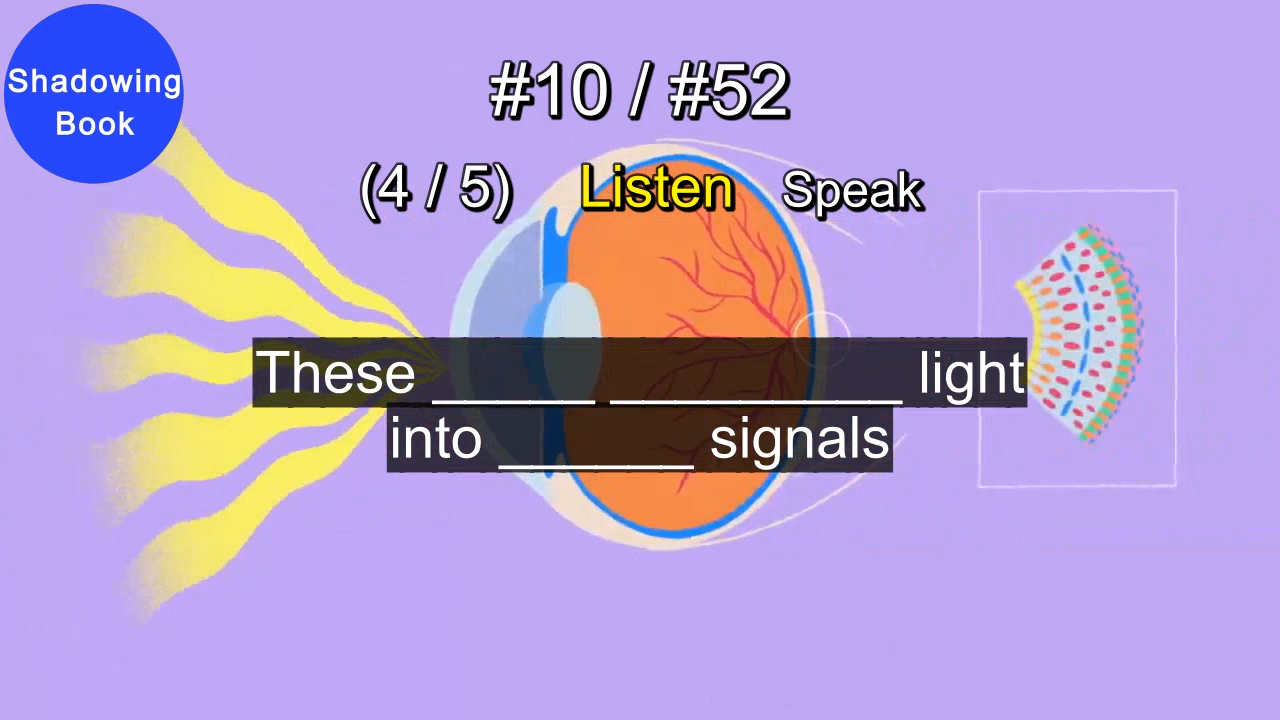 Shadowing
Book
#10 / #52
(4 / 5) Listen Speak
These _____ _________ light
into ______ signals